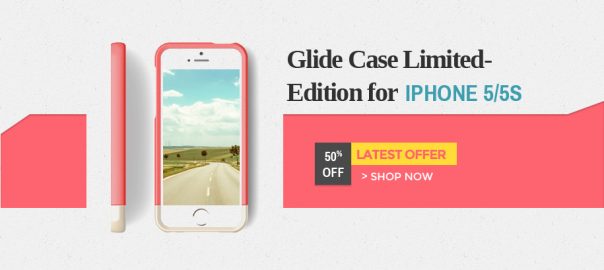 Glide Case Limited-
Edition for IPHONE 5/5S
50% OFF
LATEST OFFER
> SHOP NOW